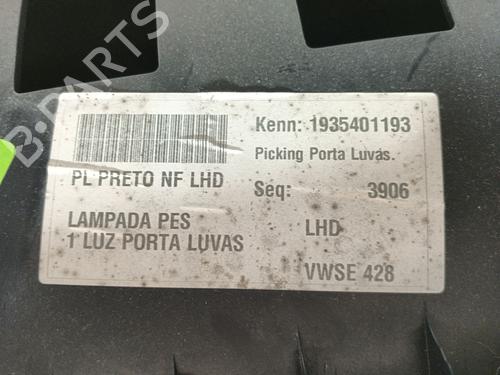 B-PARTS
Kenn: 1935401193
Picking Porta Luvas.
PL PRETO NF LHD
Seq: 3906
LAMPADA PES
1 LUZ PORTA LUVAS
LHD
VWSE 428